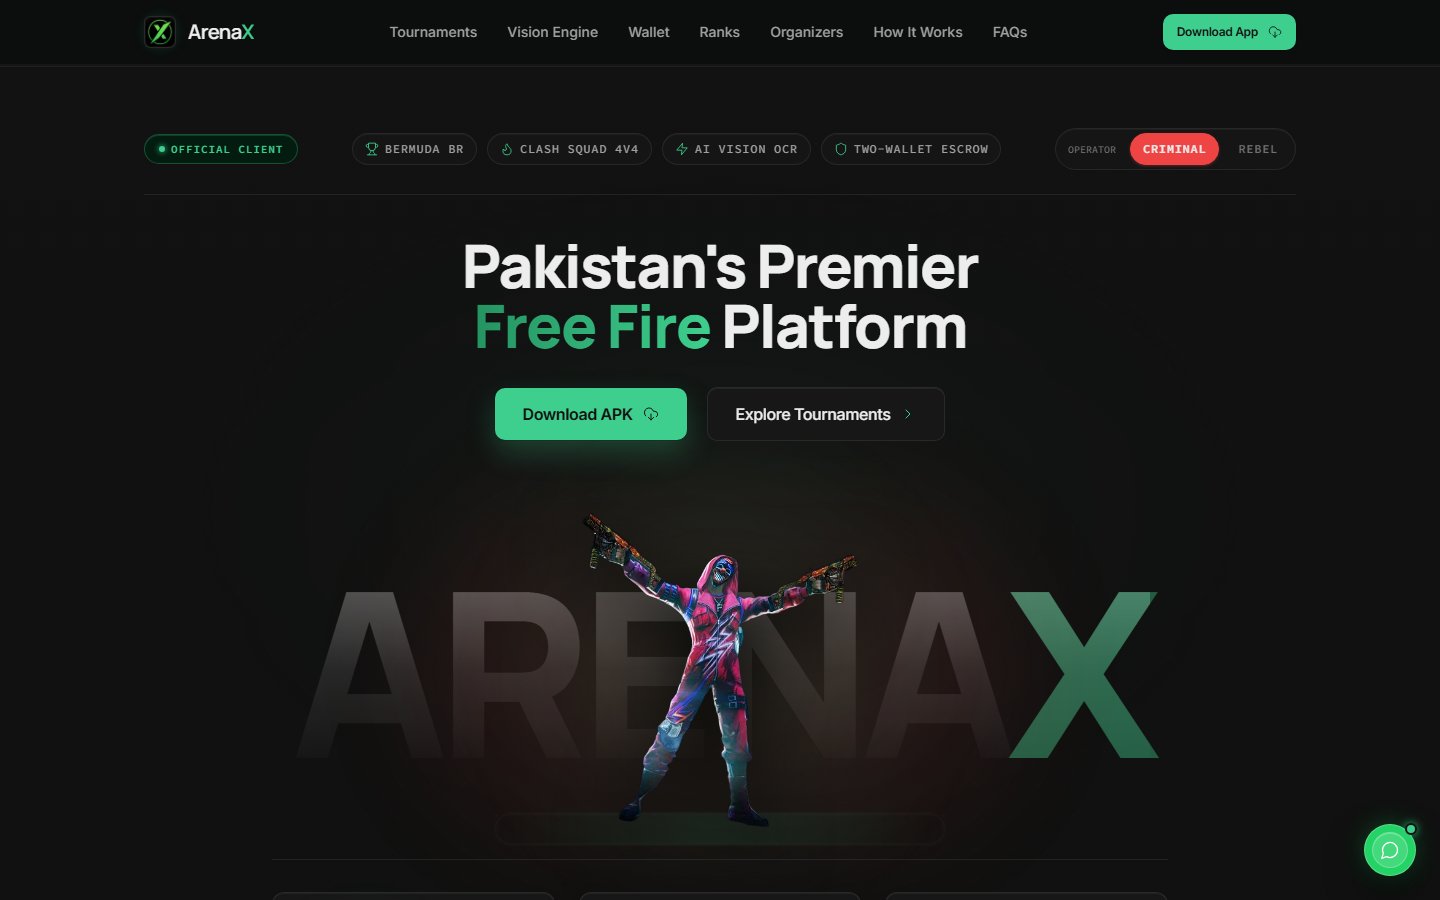 ArenaX
Tournaments
Vision Engine
Wallet
Ranks
Organizers
How It Works
FAQs
Download App
OFFICIAL CLIENT
BERMUDA BR
CLASH SQUAD 4V4
AI VISION OCR
TWO-WALLET ESCROW
OPERATOR
CRIMINAL
REBEL
Pakistan's Premier
Free Fire Platform
Download APK
Explore Tournaments
ARENAX